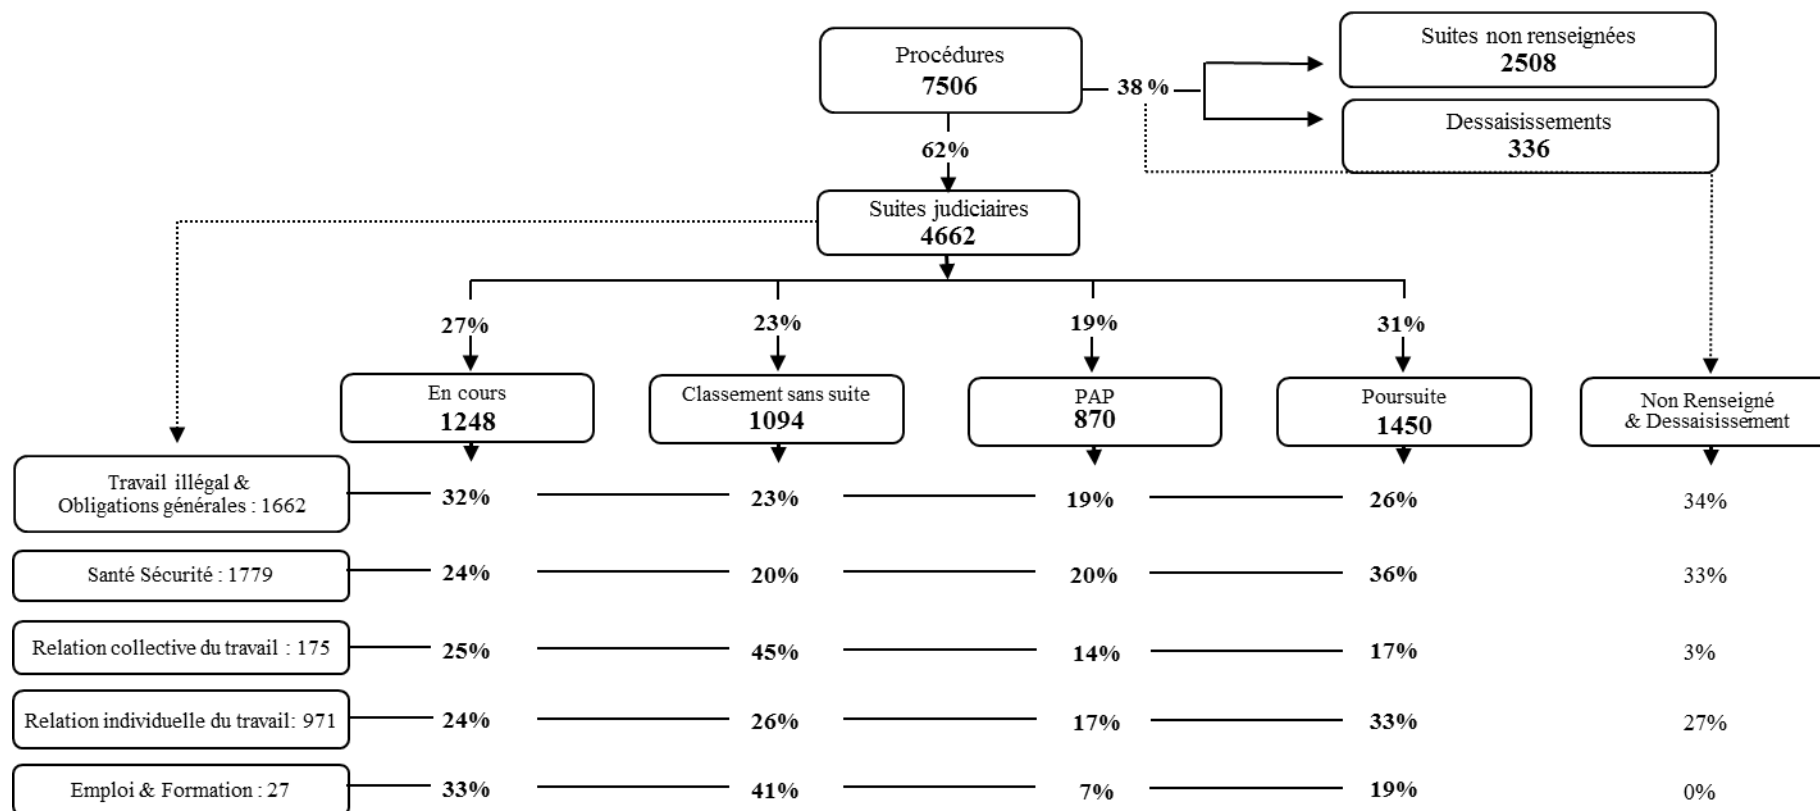 Procédures
7506
38 %
Suites non renseignées
2508
Dessaisissements
336
62%
Suites judiciaires
4662
27%
23%
19%
31%
En cours
1248
Classement sans suite
1094
PAP
870
Poursuite
1450
Non Renseigné
& Dessaisissement
Travail illégal &
Obligations générales : 1662
32%
23%
19%
26%
34%
Santé Sécurité : 1779
24%
20%
20%
36%
33%
Relation collective du travail : 175
25%
45%
14%
17%
3%
Relation individuelle du travail: 971
24%
26%
17%
33%
27%
Emploi & Formation : 27
33%
41%
7%
19%
0%